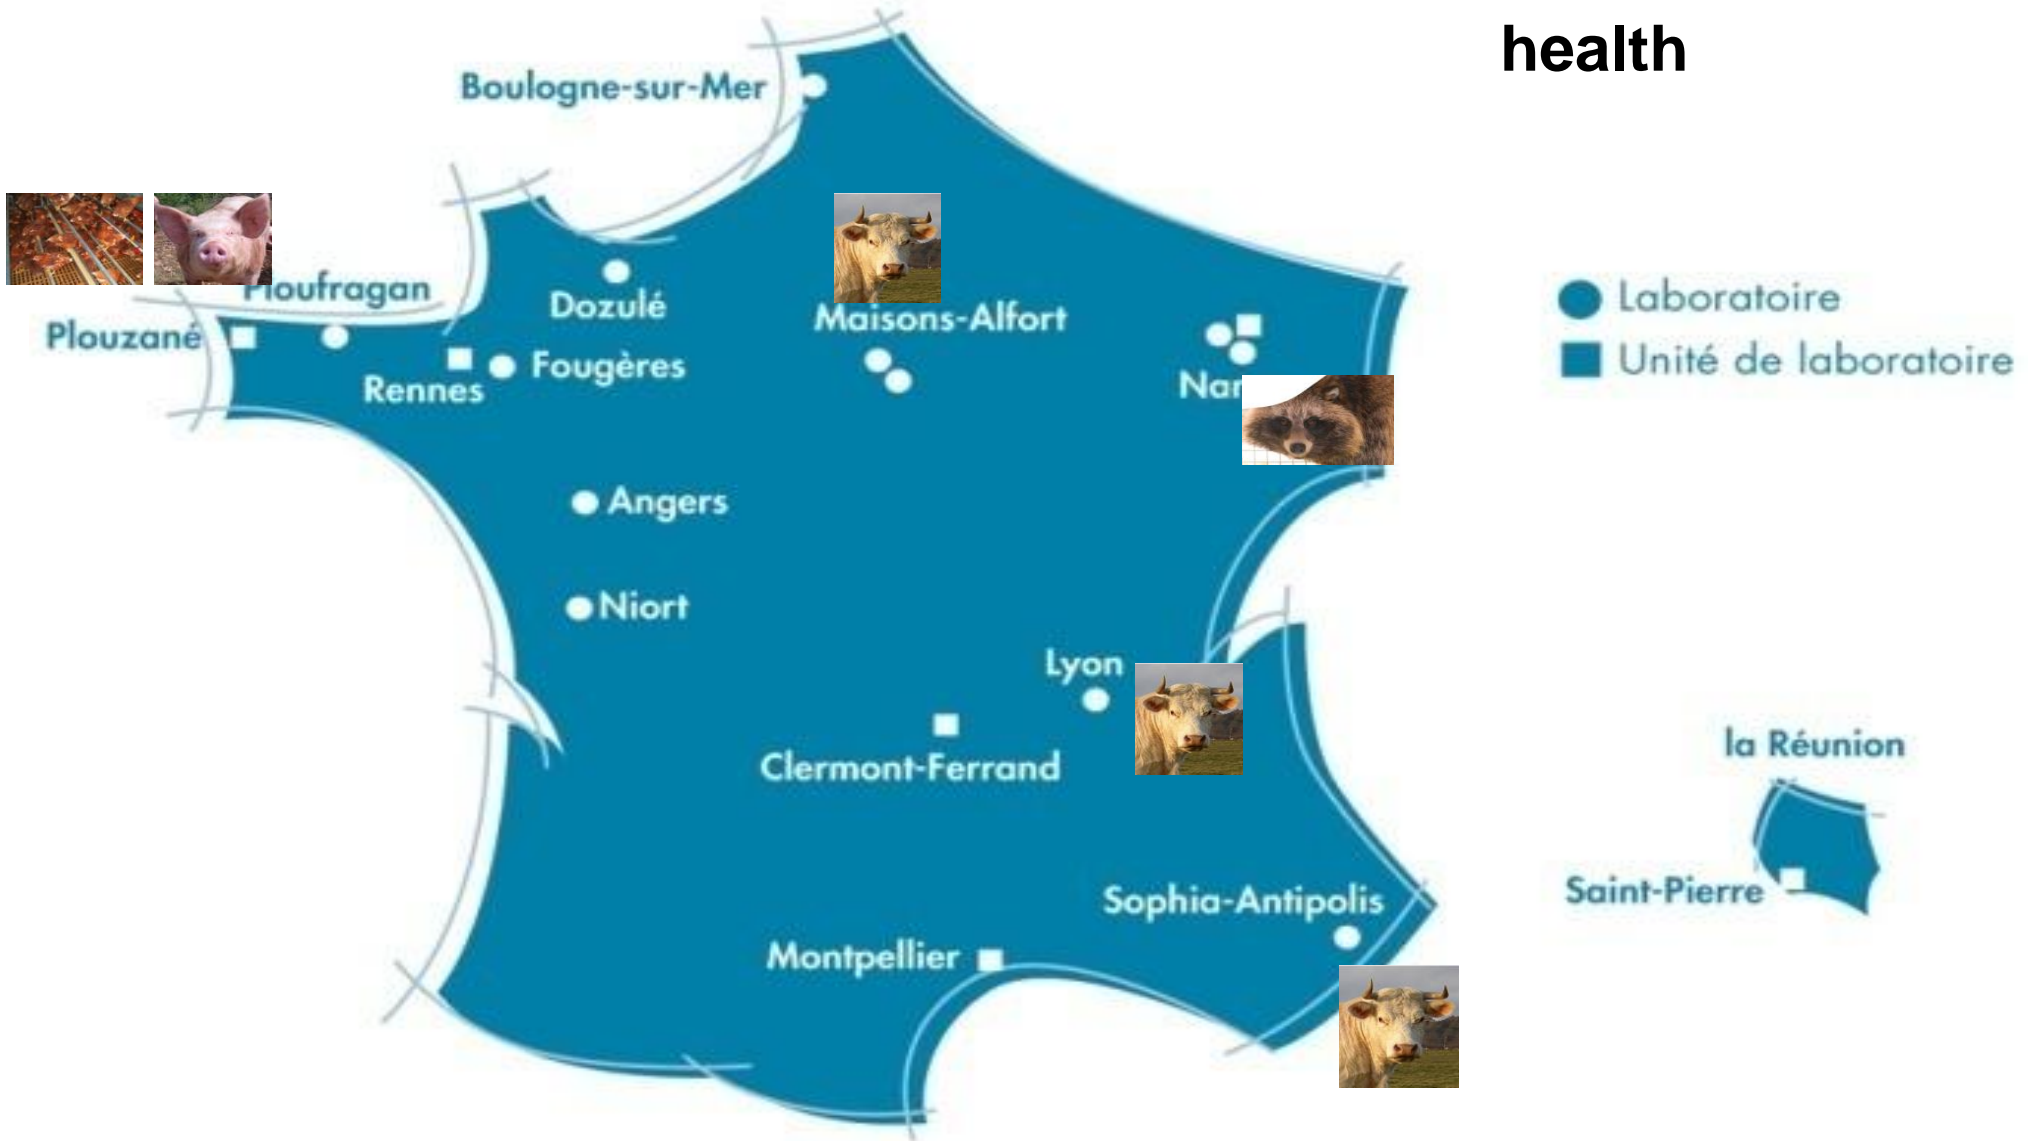 health
Boulogne-sur-Mer
Ploufragan
Plouzané
Dozulé
Maisons-Alfort
Laboratoire
Unité de laboratoire
Rennes
Fougères
Angers
Niort
Lyon
Clermont-Ferrand
la Réunion
Saint-Pierre
Sophia-Antipolis
Montpellier